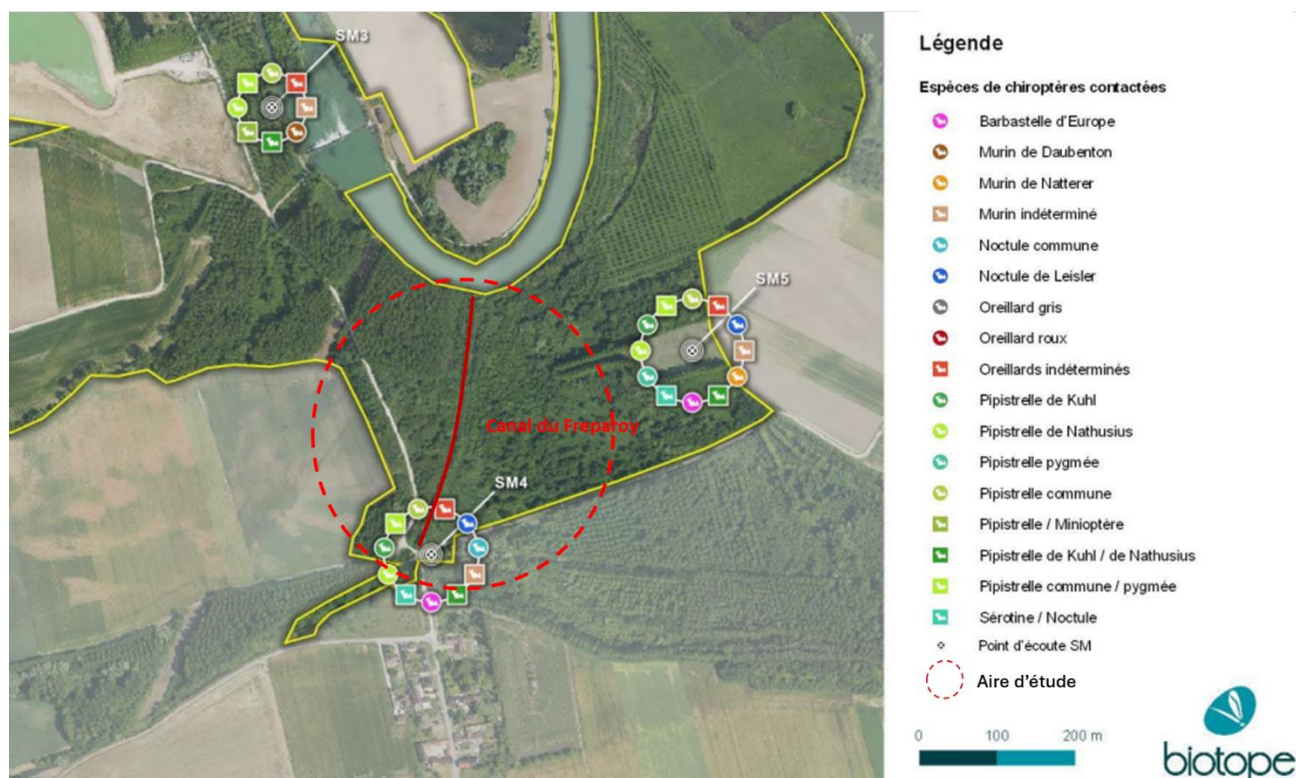 SM3
SM5
Canal du Freparoy
SM4
Légende
Espèces de chiroptères contactées
Barbastelle d'Europe
Murin de Daubenton
Murin de Natterer
Murin indéterminé
Noctule commune
Noctule de Leisler
Oreillard gris
Oreillard roux
Oreillards indéterminés
Pipistrelle de Kuhl
Pipistrelle de Nathusius
Pipistrelle pygmée
Pipistrelle commune
Pipistrelle / Minioptère
Pipistrelle de Kuhl / de Nathusius
Pipistrelle commune / pygmée
Sérotine / Noctule
Point d'écoute SM
Aire d'étude
0 100 200 m
biotope